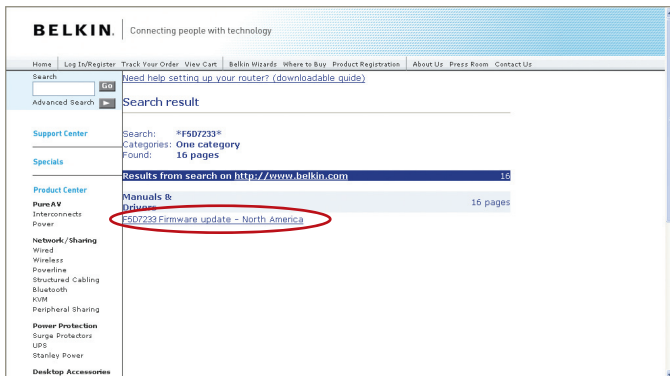 BELKIN. Connecting people with technology
Home Log In/Register Track Your Order View Cart Belkin Wizards Where to Buy Product Registration About Us Press Room Contact Us
Search
Go
Advanced Search
Support Center
Specials
Product Center
PureAV
Interconnects
Power
Network/Sharing
Wired
Wireless
Powerline
Structured Cabling
Bluetooth
KVM
Peripheral Sharing
Power Protection
Surge Protectors
UPS
Stanley Power
Desktop Accessories
Need help setting up your router? (downloadable guide)
Search result
Search: *F5D7233*
Categories: One category
Found: 16 pages
Results from search on http://www.belkin.com 16
Manuals &
Drivers 16 pages
F5D7233 Firmware update - North America